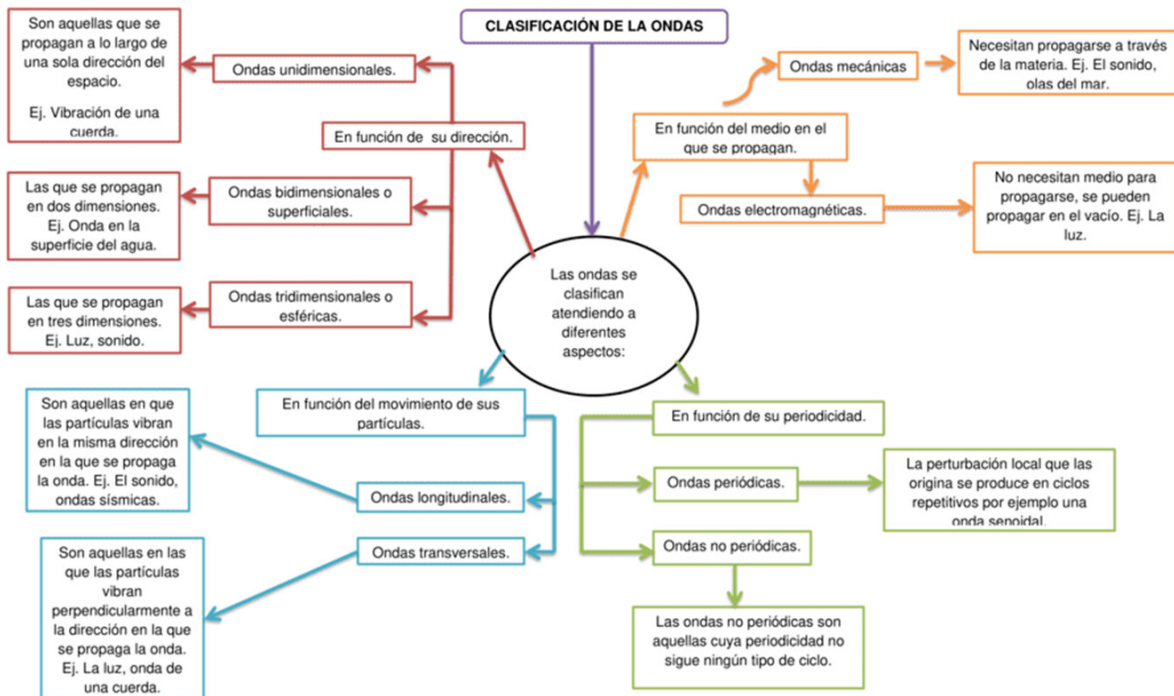 CLASIFICACIÓN DE LA ONDAS
Son aquellas que se
propagan a lo largo de
una sola dirección del
espacio.
Ej. Vibración de una
cuerda.
Ondas unidimensionales.
En función de  su dirección.
Las que se propagan
en dos dimensiones.
Ej. Onda en la
superficie del agua.
Ondas bidimensionales o
superficiales.
Las que se propagan
en tres dimensiones.
Ej. Luz, sonido.
Ondas tridimensionales o
esféricas.
Ondas mecánicas
Necesitan propagarse a través
de la materia. Ej. El sonido,
olas del mar.
En función del medio en el
que se propagan.
Ondas electromagnéticas.
No necesitan medio para
propagarse, se pueden
propagar en el vacío. Ej. La
luz.
Las ondas se
clasifican
atendiendo a
diferentes
aspectos:
En función del movimiento de sus
partículas.
Son aquellas en que
las partículas vibran
en la misma dirección
en la que se propaga
la onda. Ej. El sonido,
ondas sísmicas.
Ondas longitudinales.
Ondas transversales.
Son aquellas en las
que las partículas
vibran
perpendicularmente a
la dirección en la que
se propaga la onda.
Ej. La luz, onda de
una cuerda.
En función de su periodicidad.
Ondas periódicas.
La perturbación local que las
origina se produce en ciclos
repetitivos por ejemplo una
onda senoidal.
Ondas no periódicas.
Las ondas no periódicas son
aquellas cuya periodicidad no
sigue ningún tipo de ciclo.